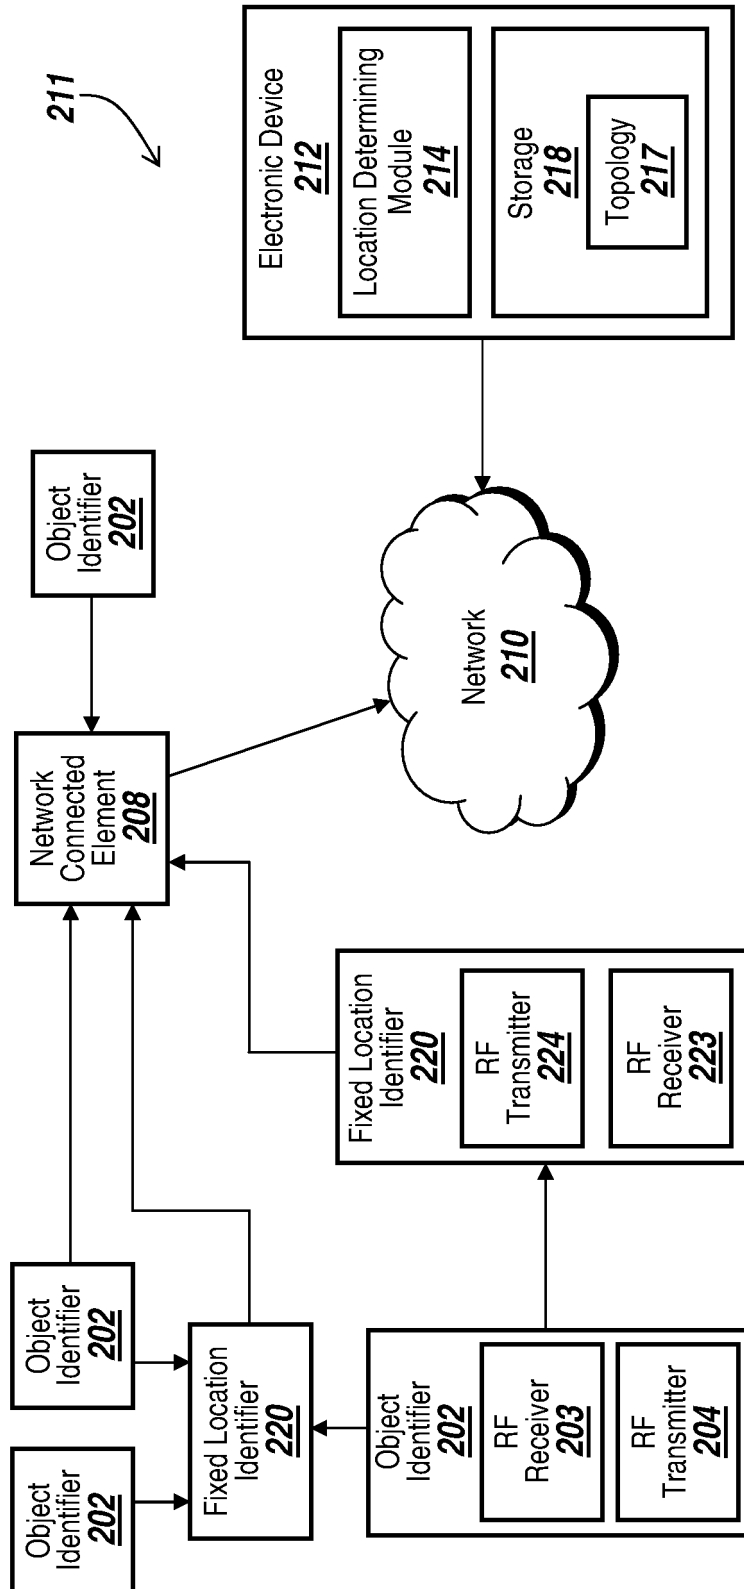 211
Object
Identifier
202
Object
Identifier
202
Network
Connected
Element
208
Object
Identifier
202
Fixed Location
Identifier
220
Electronic Device
212
Location Determining
Module
214
Storage
218
Topology
217
Object
Identifier
202
RF
Receiver
203
RF
Transmitter
204
Fixed Location
Identifier
220
RF
Transmitter
224
RF
Receiver
223
Network
210